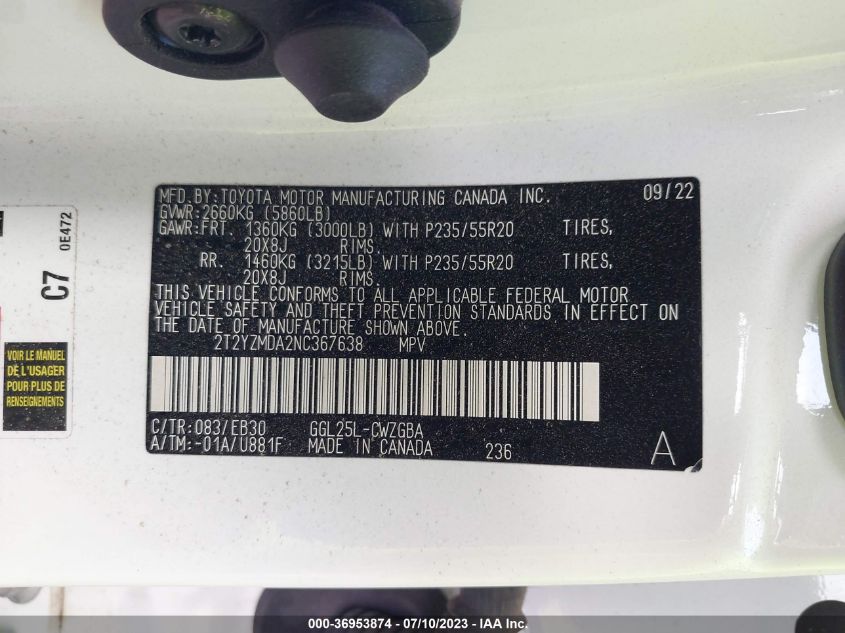 MFD.BY:TOYOTA MOTOR MANUFACTURING CANADA INC. 09/22
GVWR:2660KG (5860LB)
GAWR:FRT. 1360KG (3000LB) WITH P235/55R20 TIRES,
20X8J RIMS.
RR. 1460KG (3215LB) WITH P235/55R20 TIRES,
20X8J RIMS.
THIS VEHICLE CONFORMS TO ALL APPLICABLE FEDERAL MOTOR
VEHICLE SAFETY AND THEFT PREVENTION STANDARDS IN EFFECT ON
THE DATE OF MANUFACTURE SHOWN ABOVE.
2T2YZMDA2NC367638 MPV
C/TR:083/EB30 GGL25L-CWZGBA
A/TM:-01A/U881F MADE IN CANADA 236 A
C7 0E472
VOIR LE MANUEL
DE L'USAGER
POUR PLUS DE
RENSEIGNEMENTS
000-36953874 / 07/10/2023 - IAA Inc.